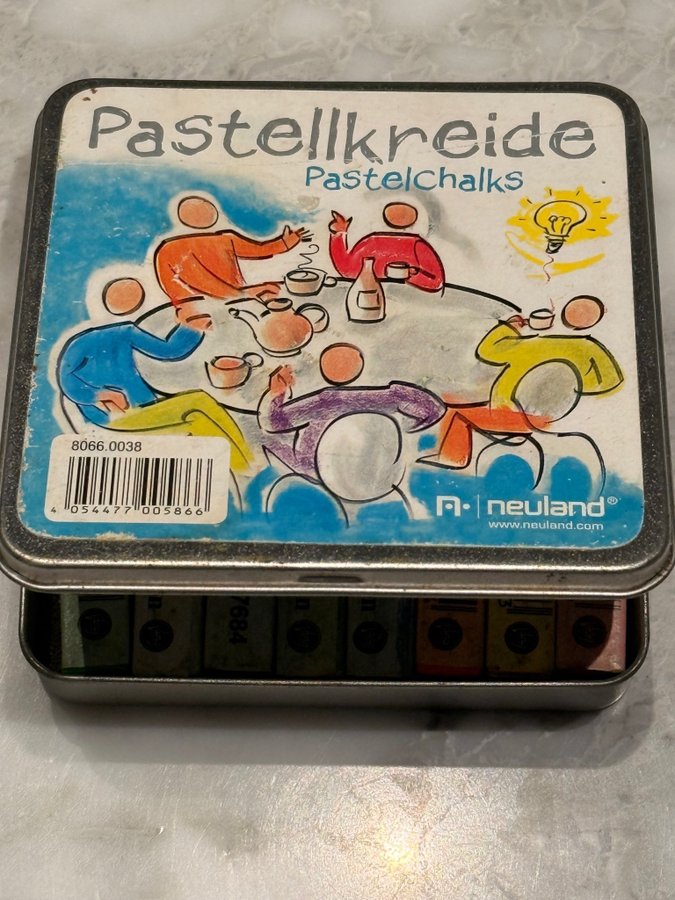 Pastellkreide
PastelChalks
8066.0038
4 054477 005866
n· | neuland®
www.neuland.com
7684